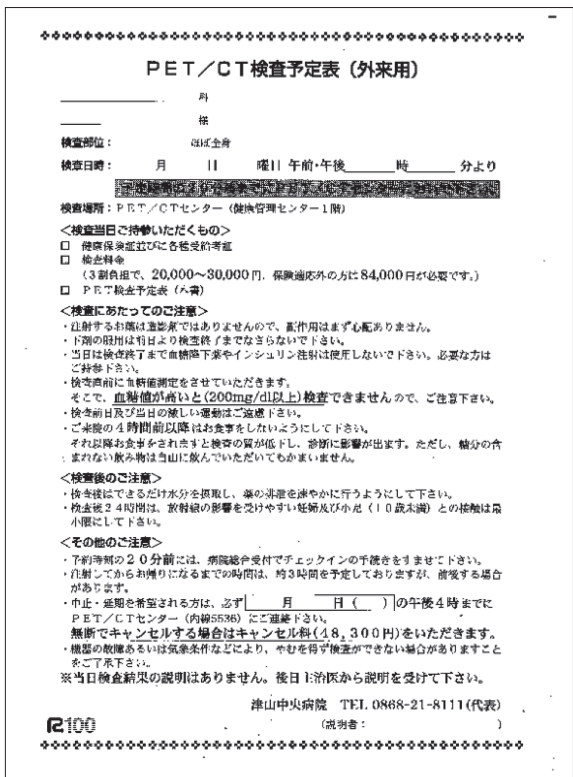 PET／CT検査予定表（外来用）
科
様
検査部位： ほぼ全身
検査日時： 月 日 曜日 午前・午後 時 分より
検査場所：PET／CTセンター（健康管理センター1階）
＜検査当日ご持参いただくもの＞
□ 健康保険証並びに各種受給者証
□ 検査料金
（3割負担で、20,000～30,000円，保険適応外の方は84,000円が必要です。）
□ PET検査予定表（本書）
＜検査にあたってのご注意＞
・注射するお薬は造影剤ではありませんので、副作用はまず心配ありません。
・下剤の服用は前日より検査終了までなさらないで下さい。
・当日は検査終了まで血糖降下薬やインシュリン注射は使用しないで下さい。必要な方は
ご持参下さい。
・検査直前に血糖値測定をさせていただきます。
そこで、血糖値が高いと(200mg/dl以上)検査できませんので、ご注意下さい。
・検査前日及び当日の激しい運動はご遠慮下さい。
・ご来院の4時間前以降はお食事をしないようにして下さい。
それ以降お食事をされますと検査の質が低下し、診断に影響が出ます。ただし、糖分の含
まれない飲み物は自由に飲んでいただいてもかまいません。
＜検査後のご注意＞
・検査後はできるだけ水分を摂取し、薬の排泄を速やかに行うようにして下さい。
・検査後24時間は、放射線の影響を受けやすい妊婦及び小児（10歳未満）との接触は最
小限にして下さい。
＜その他のご注意＞
・予約時刻の20分前には、病院総合受付でチェックインの手続きをすませて下さい。
・注射してからお帰りになるまでの時間は、約3時間を予定しておりますが、前後する場合
があります。
・中止・延期を希望される方は、必ず 月 日（ ）の午後4時までに
PET／CTセンター（内線5536）にご連絡下さい。
無断でキャンセルする場合はキャンセル料(48,300円)をいただきます。
・機器の故障あるいは気象条件などにより、やむを得ず検査ができない場合がありますこと
をご了承下さい。
※当日検査結果の説明はありません。後日主治医から説明を受けて下さい。
津山中央病院 TEL 0868-21-8111(代表)
R100
（説明者： ）